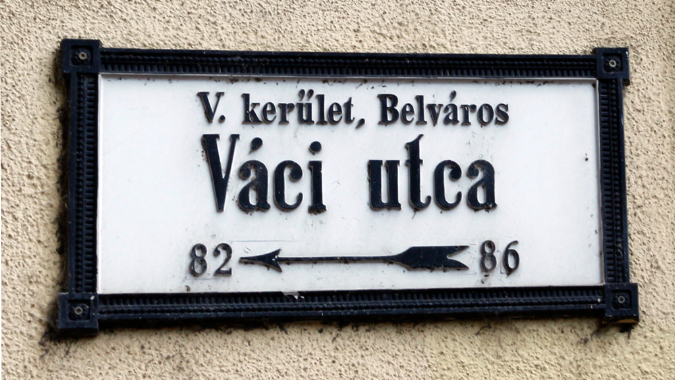 V. kerület, Belváros
Váci utca
82 86